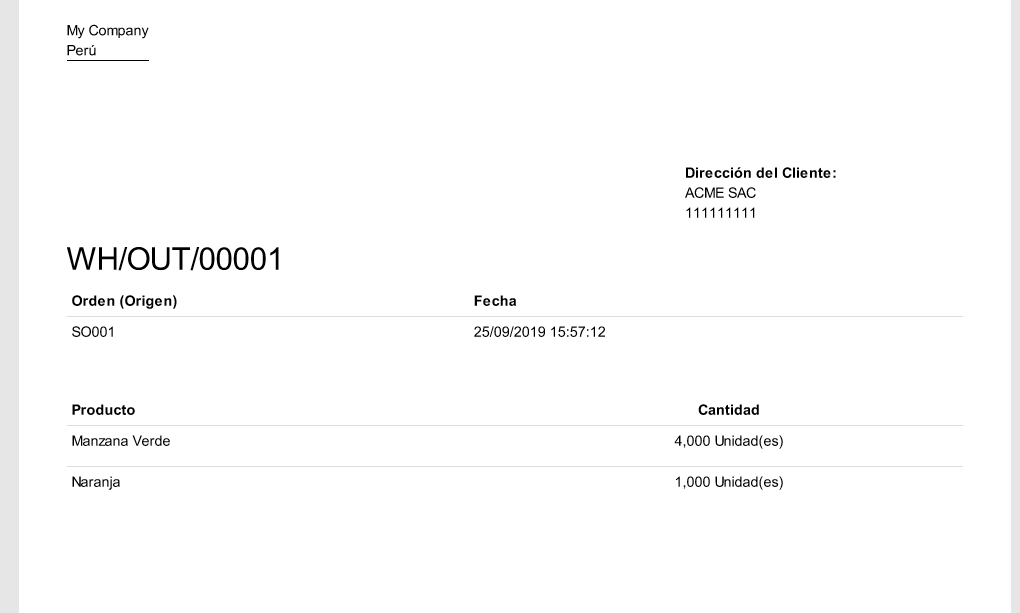 My Company
Perú
Dirección del Cliente:
ACME SAC
111111111
WH/OUT/00001
Orden (Origen) Fecha
SO001 25/09/2019 15:57:12
Producto Cantidad
Manzana Verde 4,000 Unidad(es)
Naranja 1,000 Unidad(es)